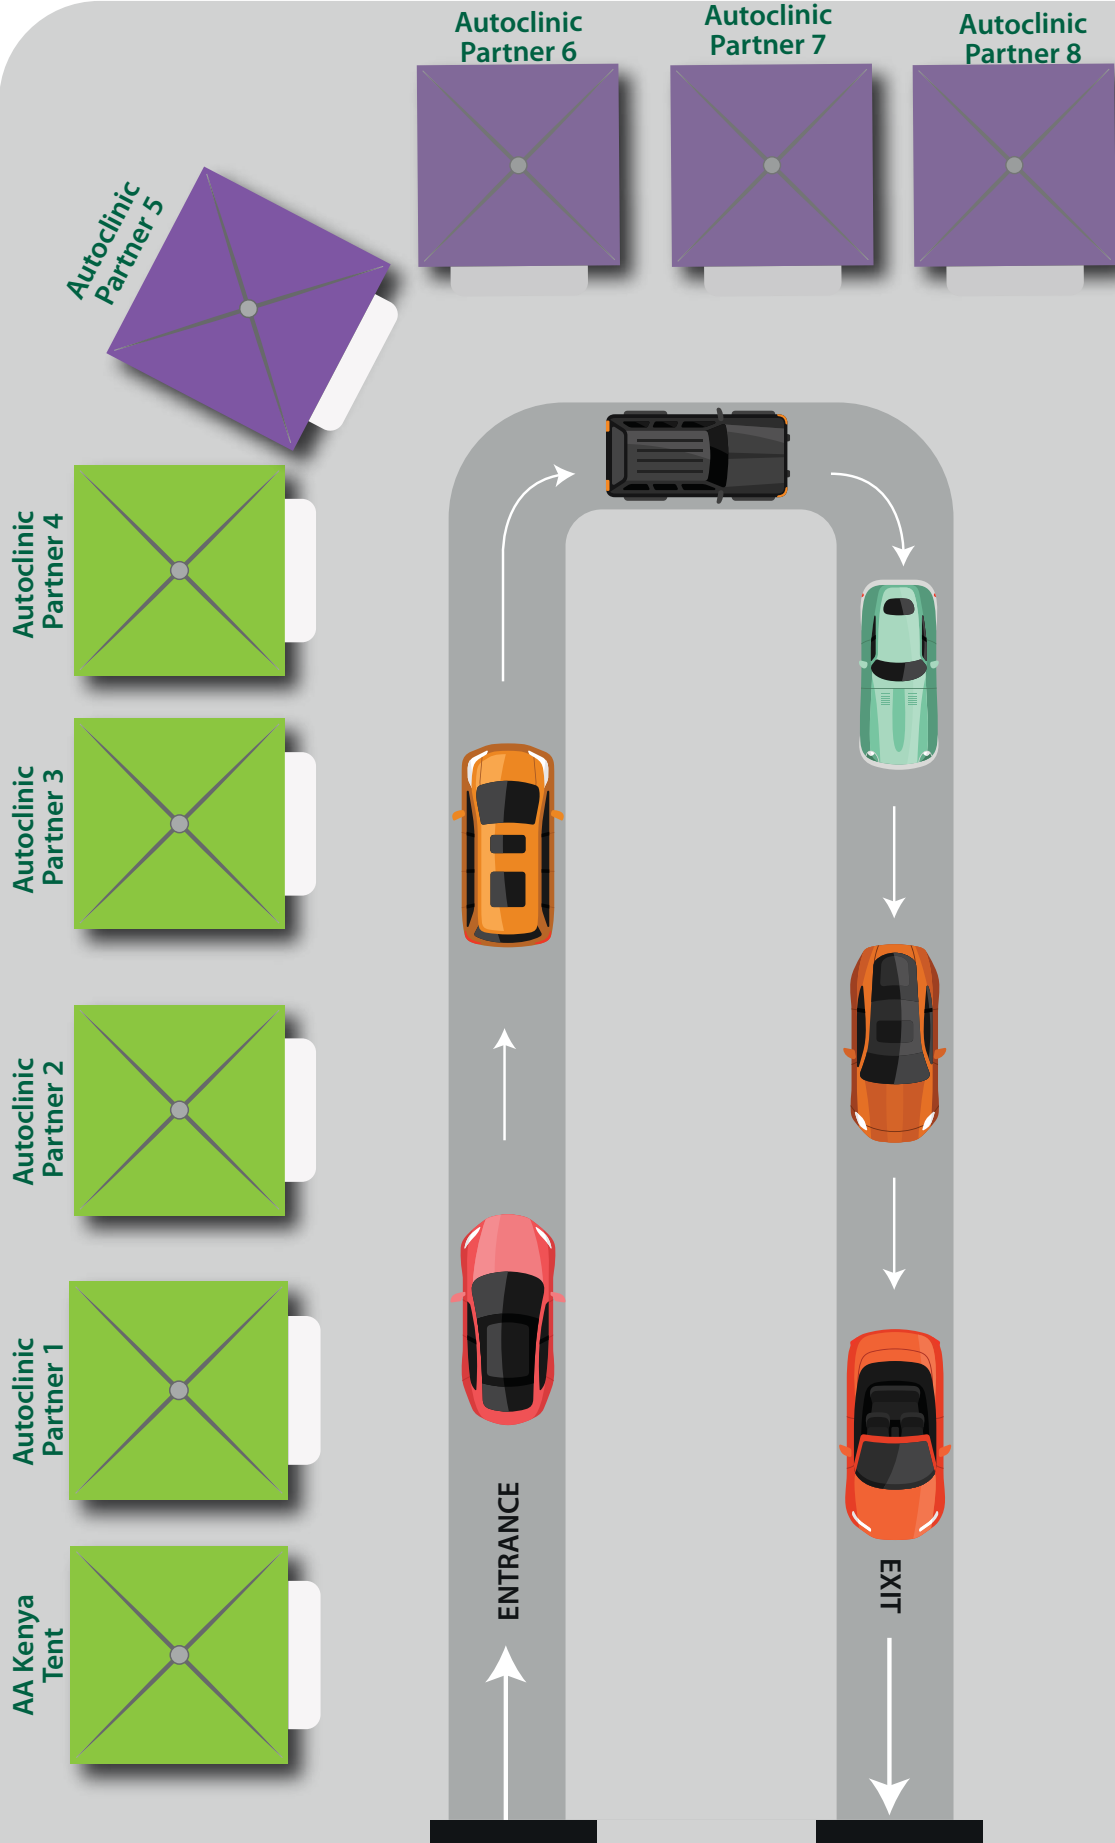 Autoclinic
Partner 6
Autoclinic
Partner 7
Autoclinic
Partner 8
Autoclinic
Partner 5
Autoclinic
Partner 4
Autoclinic
Partner 3
Autoclinic
Partner 2
Autoclinic
Partner 1
AA Kenya
Tent
ENTRANCE
EXIT